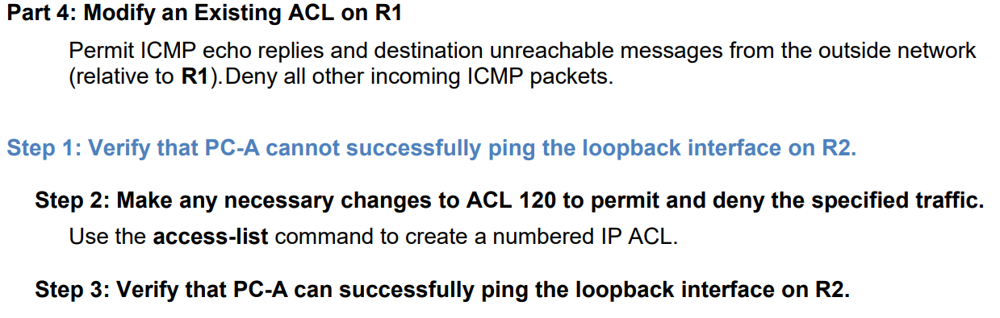 Part 4: Modify an Existing ACL on R1
Permit ICMP echo replies and destination unreachable messages from the outside network
(relative to R1).Deny all other incoming ICMP packets.
Step 1: Verify that PC-A cannot successfully ping the loopback interface on R2.
Step 2: Make any necessary changes to ACL 120 to permit and deny the specified traffic.
Use the access-list command to create a numbered IP ACL.
Step 3: Verify that PC-A can successfully ping the loopback interface on R2.